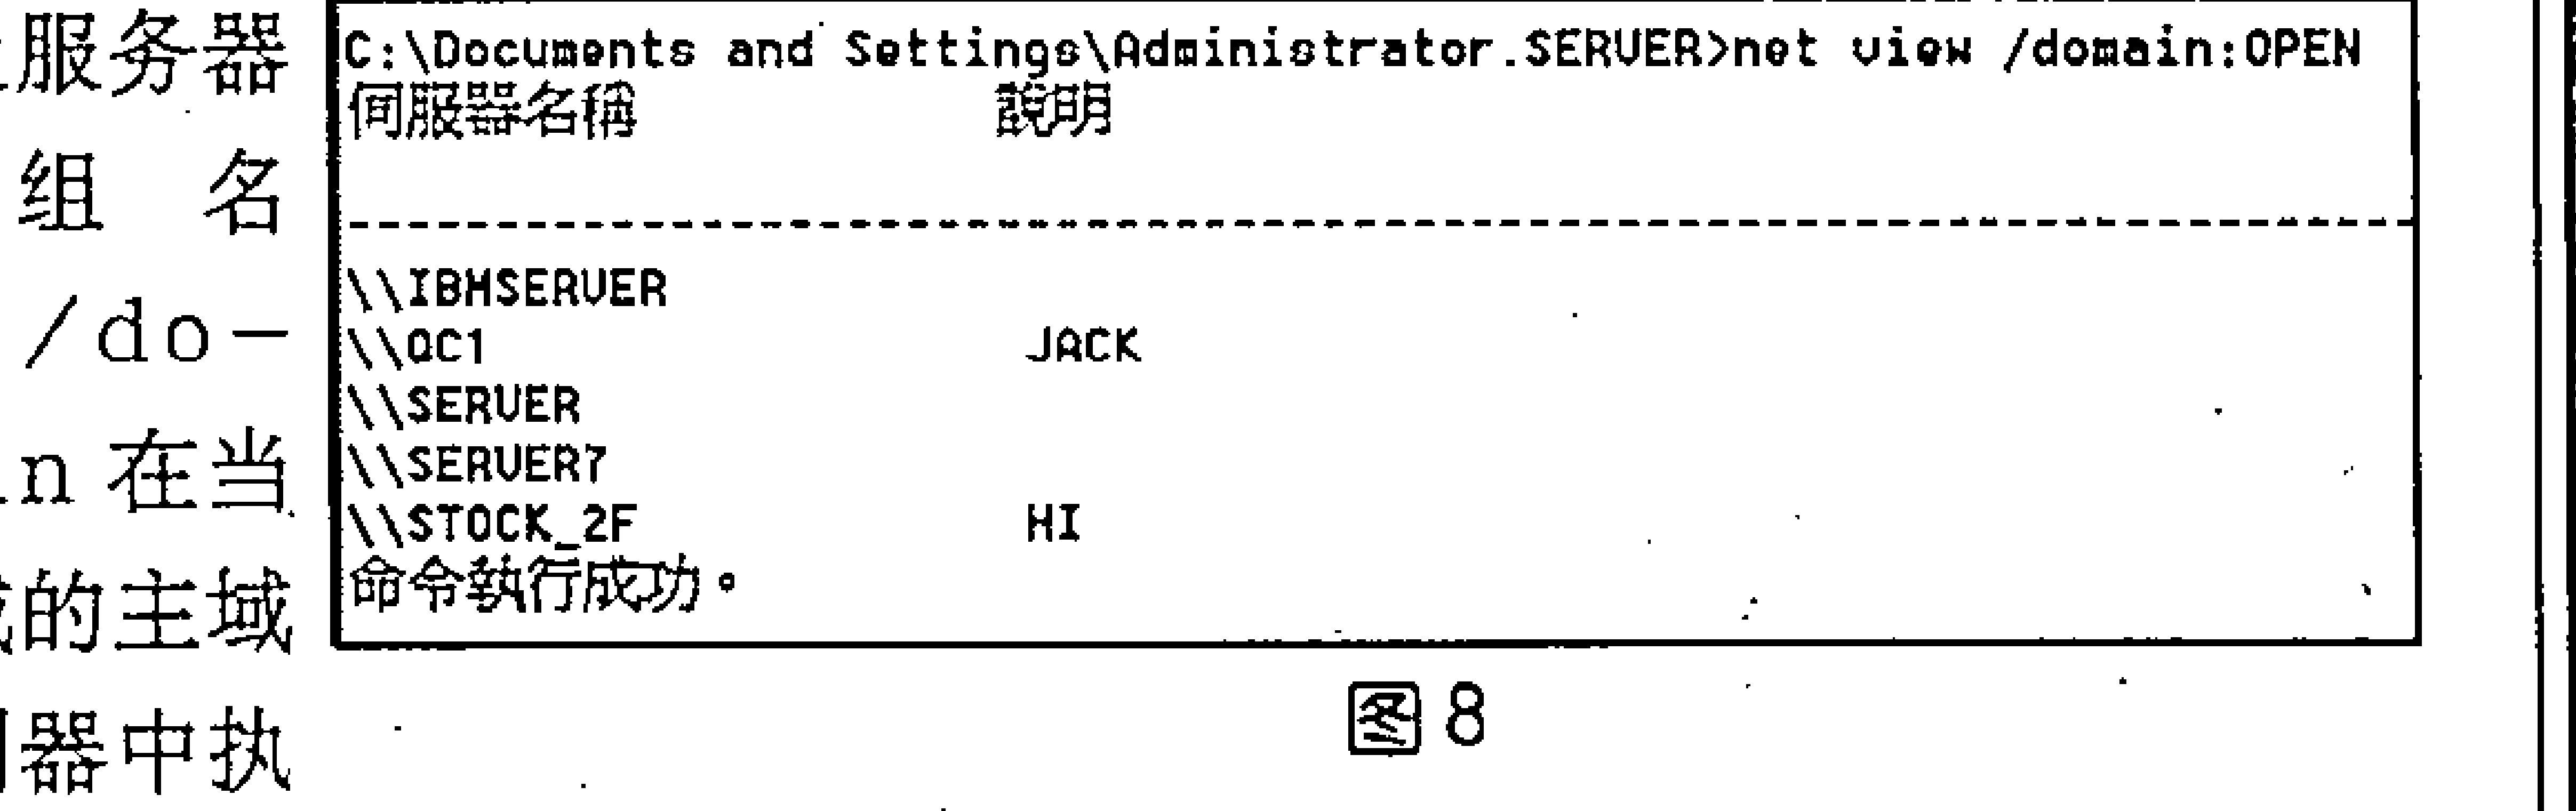 服务器
组 名
/do-
n 在当
的主域
器中执
C:\Documents and Settings\Administrator.SERVER>net view /domain:OPEN
伺服器名稱 說明
--------------------------------------------------------------------
\\IBMSERVER
\\QC1 JACK
\\SERVER
\\SERVER7
\\STOCK_2F HI
命令執行成功。
图 8